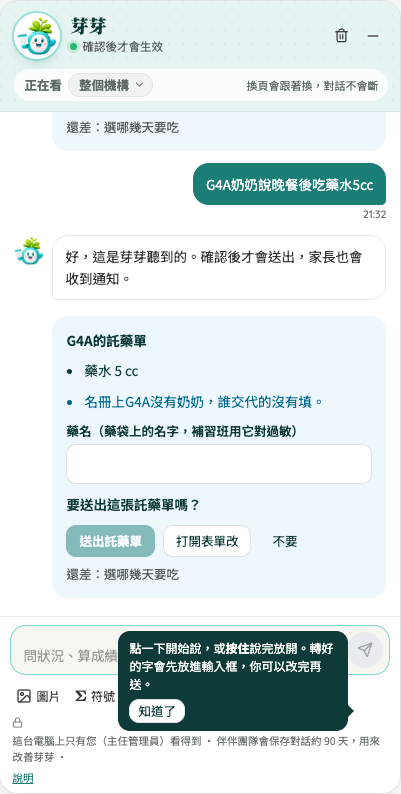 芽芽
確認後才會生效
正在看 整個機構 換頁會跟著換，對話不會斷
還差：選哪幾天要吃
G4A奶奶說晚餐後吃藥水5cc
21:32
好，這是芽芽聽到的。確認後才會送出，家長也會
收到通知。
G4A的託藥單
• 藥水 5 cc
• 名冊上G4A沒有奶奶，誰交代的沒有填。
藥名（藥袋上的名字，補習班用它對過敏）
要送出這張託藥單嗎？
送出託藥單 打開表單改 不要
還差：選哪幾天要吃
問狀況、算成績
點一下開始說，或按住說完放開。轉好
的字會先放進輸入框，你可以改完再
送。
知道了
圖片 Σ 符號
這台電腦上只有您（主任管理員）看得到 · 伴伴團隊會保存對話約 90 天，用來
改善芽芽 ·
說明